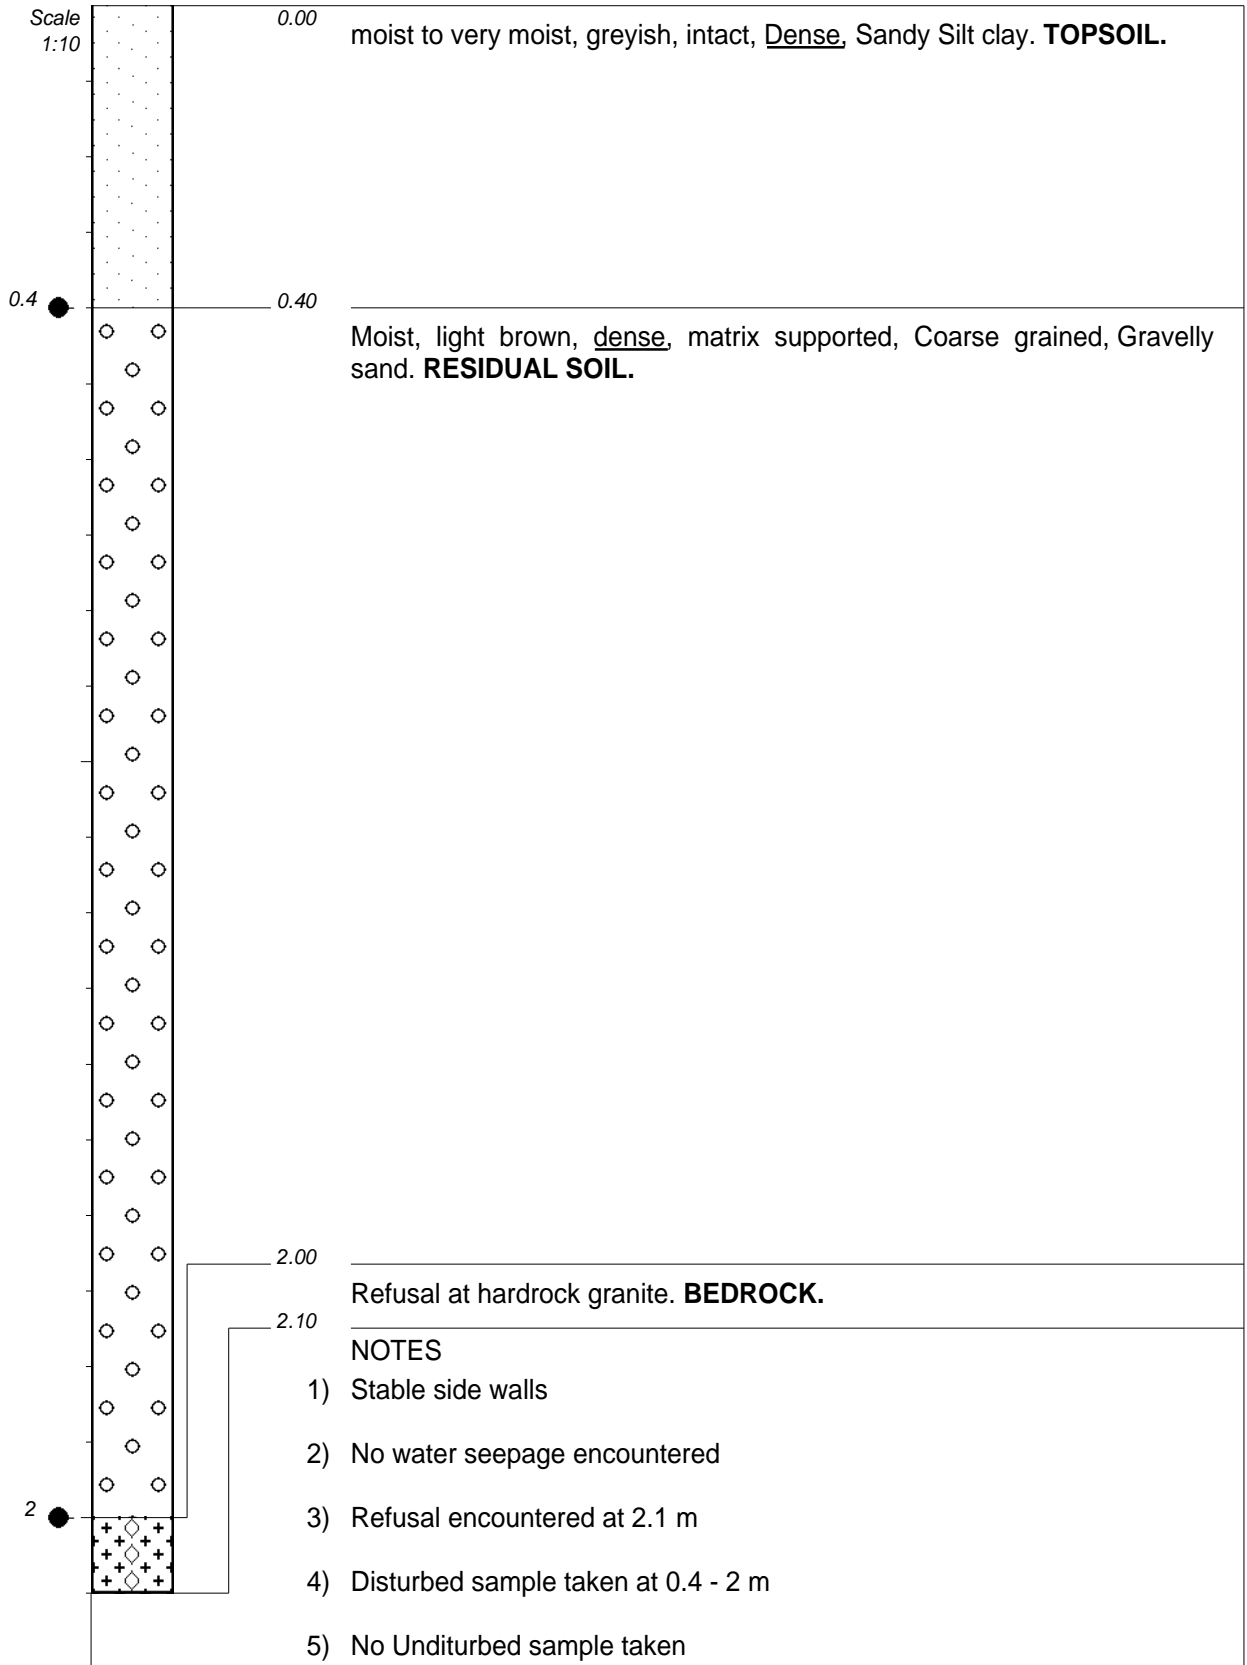 Scale
1:10
0.00
moist to very moist, greyish, intact, Dense, Sandy Silt clay. TOPSOIL.
0.4
0.40
Moist, light brown, dense, matrix supported, Coarse grained, Gravelly
sand. RESIDUAL SOIL.
2.00
Refusal at hardrock granite. BEDROCK.
2.10
NOTES
1) Stable side walls
2) No water seepage encountered
2
3) Refusal encountered at 2.1 m
4) Disturbed sample taken at 0.4 - 2 m
5) No Unditurbed sample taken